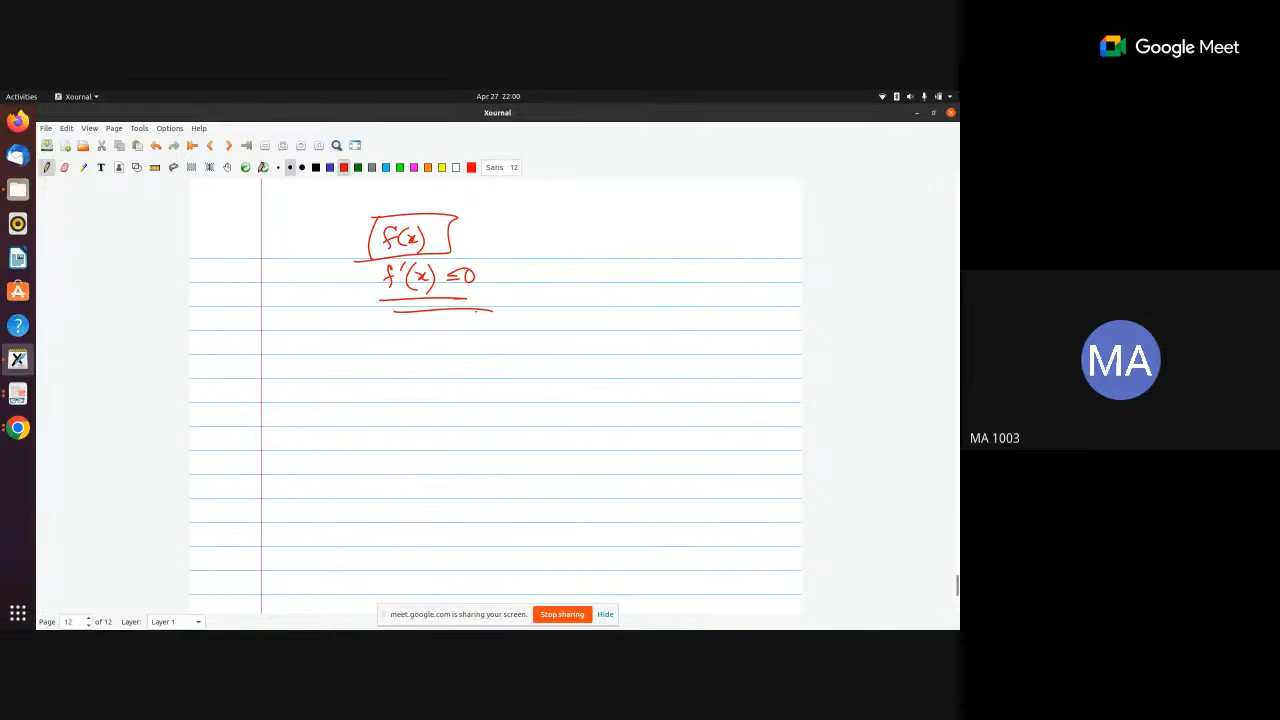 Google Meet
Activities
Xournal
Apr 27 22:00
Xournal
File Edit View Page Tools Options Help
Sans 12
f(x)
f'(x) ≤0
MA
MA 1003
meet.google.com is sharing your screen. Stop sharing Hide
Page 12 of 12 Layer: Layer 1